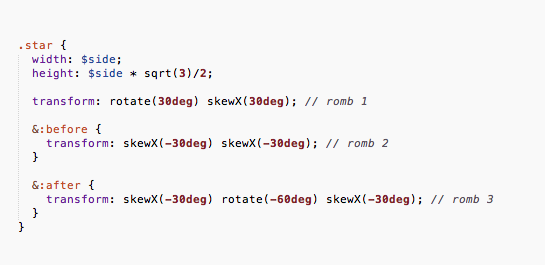 .star {
width: $side;
height: $side * sqrt(3)/2;
transform: rotate(30deg) skewX(30deg); // romb 1
&:before {
transform: skewX(-30deg) skewX(-30deg); // romb 2
}
&:after {
transform: skewX(-30deg) rotate(-60deg) skewX(-30deg); // romb 3
}
}